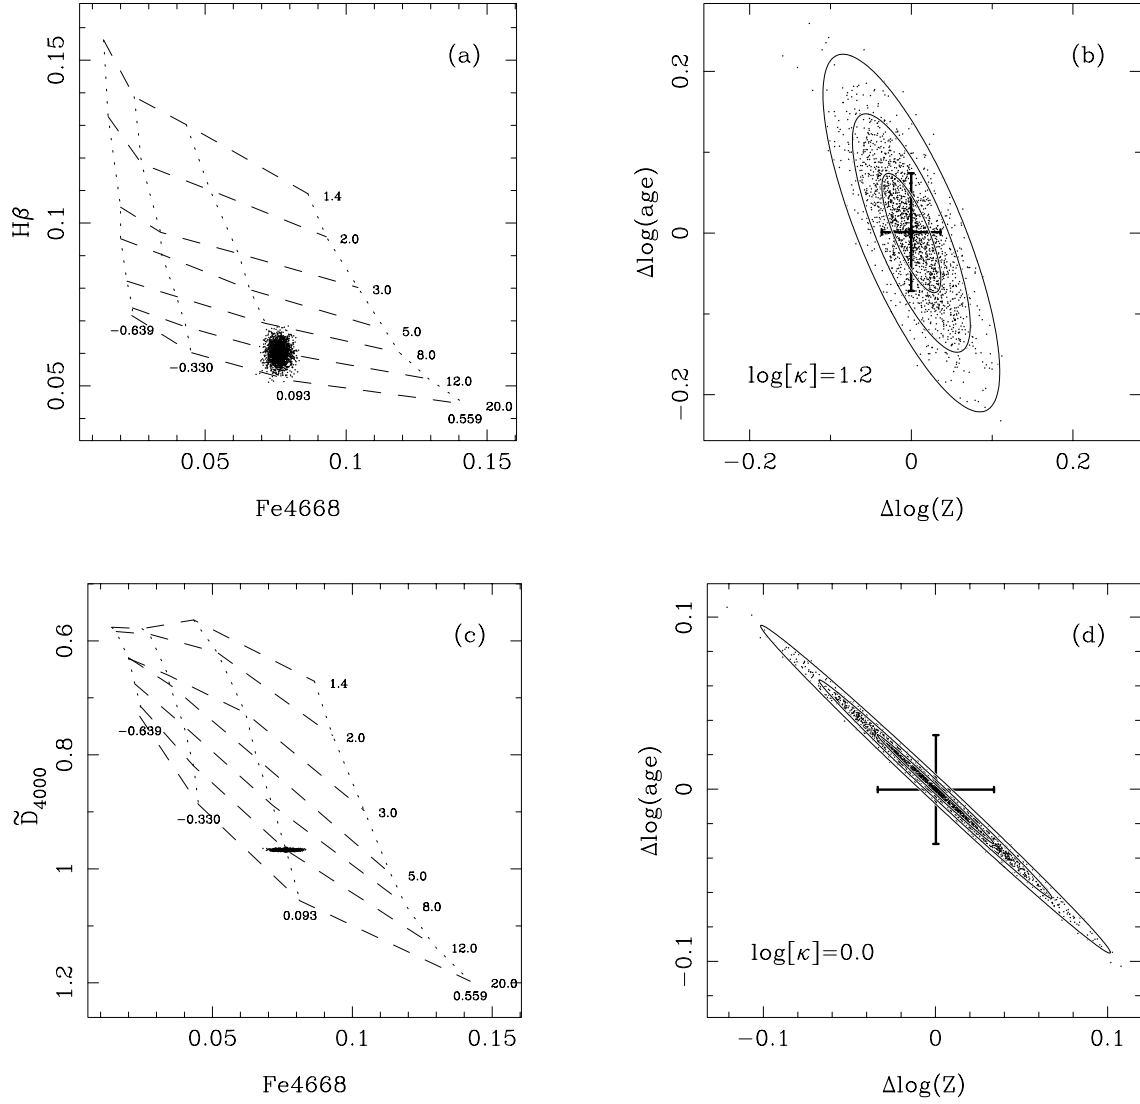 (a)
0.15
0.1
0.05
Hβ
1.4
2.0
3.0
5.0
8.0
12.0
20.0
−0.639
−0.330
0.093
0.559
0.05 0.1 0.15
Fe4668
(b)
0.2
0
−0.2
Δlog(age)
log[κ]=1.2
−0.2 0 0.2
Δlog(Z)
(c)
0.6
0.8
1
1.2
D̃4000
1.4
2.0
3.0
5.0
8.0
12.0
20.0
−0.639
−0.330
0.093
0.559
0.05 0.1 0.15
Fe4668
(d)
0.1
0
−0.1
Δlog(age)
log[κ]=0.0
−0.1 0 0.1
Δlog(Z)